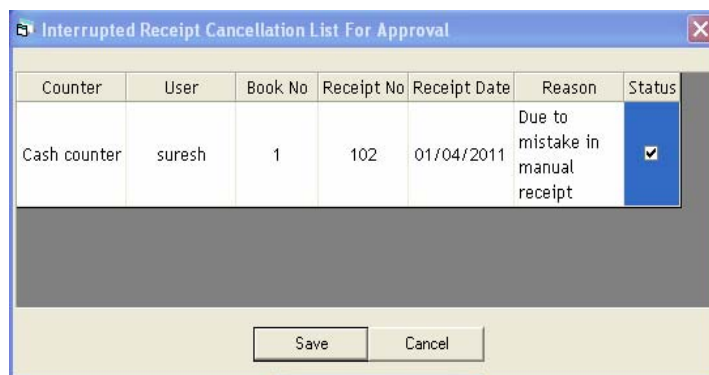 Interrupted Receipt Cancellation List For Approval
Counter User Book No Receipt No Receipt Date Reason Status
Cash counter suresh 1 102 01/04/2011 Due to
mistake in
manual
receipt
Save Cancel